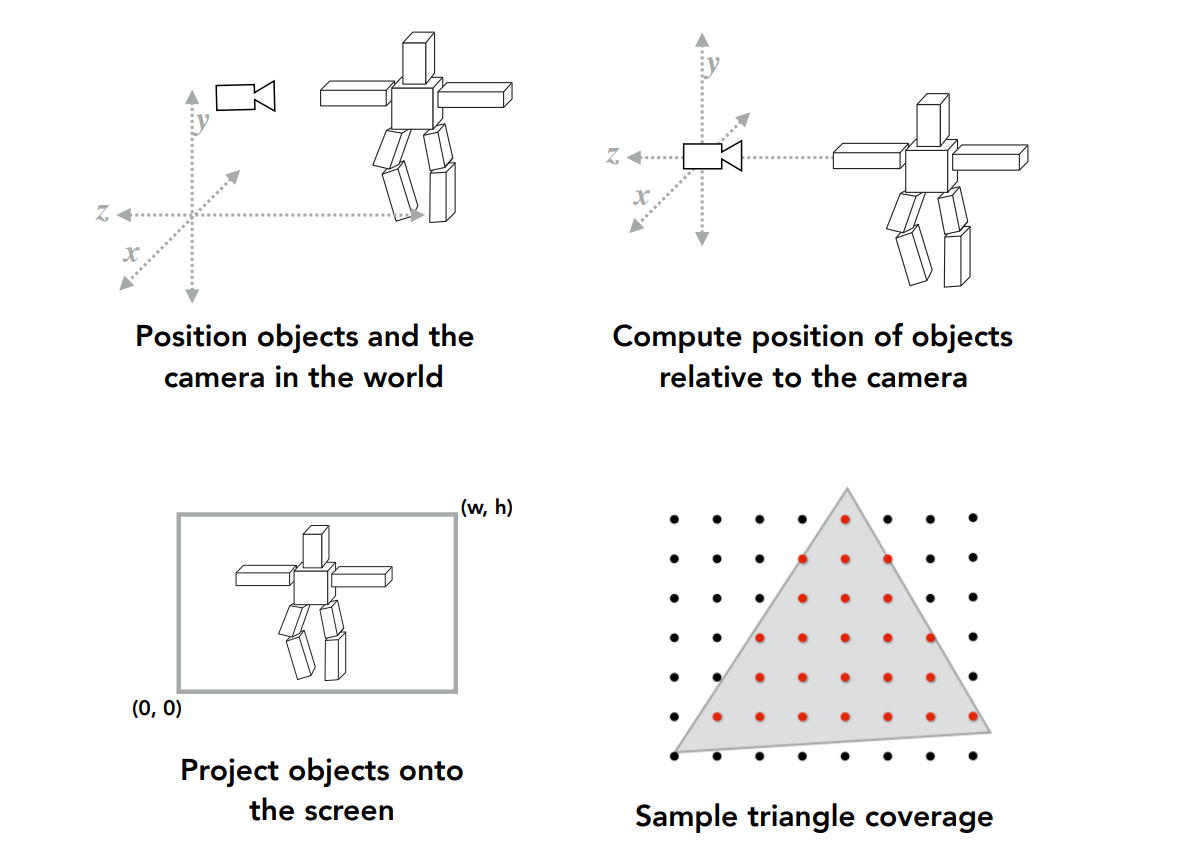 y
z
x
Position objects and the
camera in the world
y
z
x
Compute position of objects
relative to the camera
(w, h)
(0, 0)
Project objects onto
the screen
Sample triangle coverage